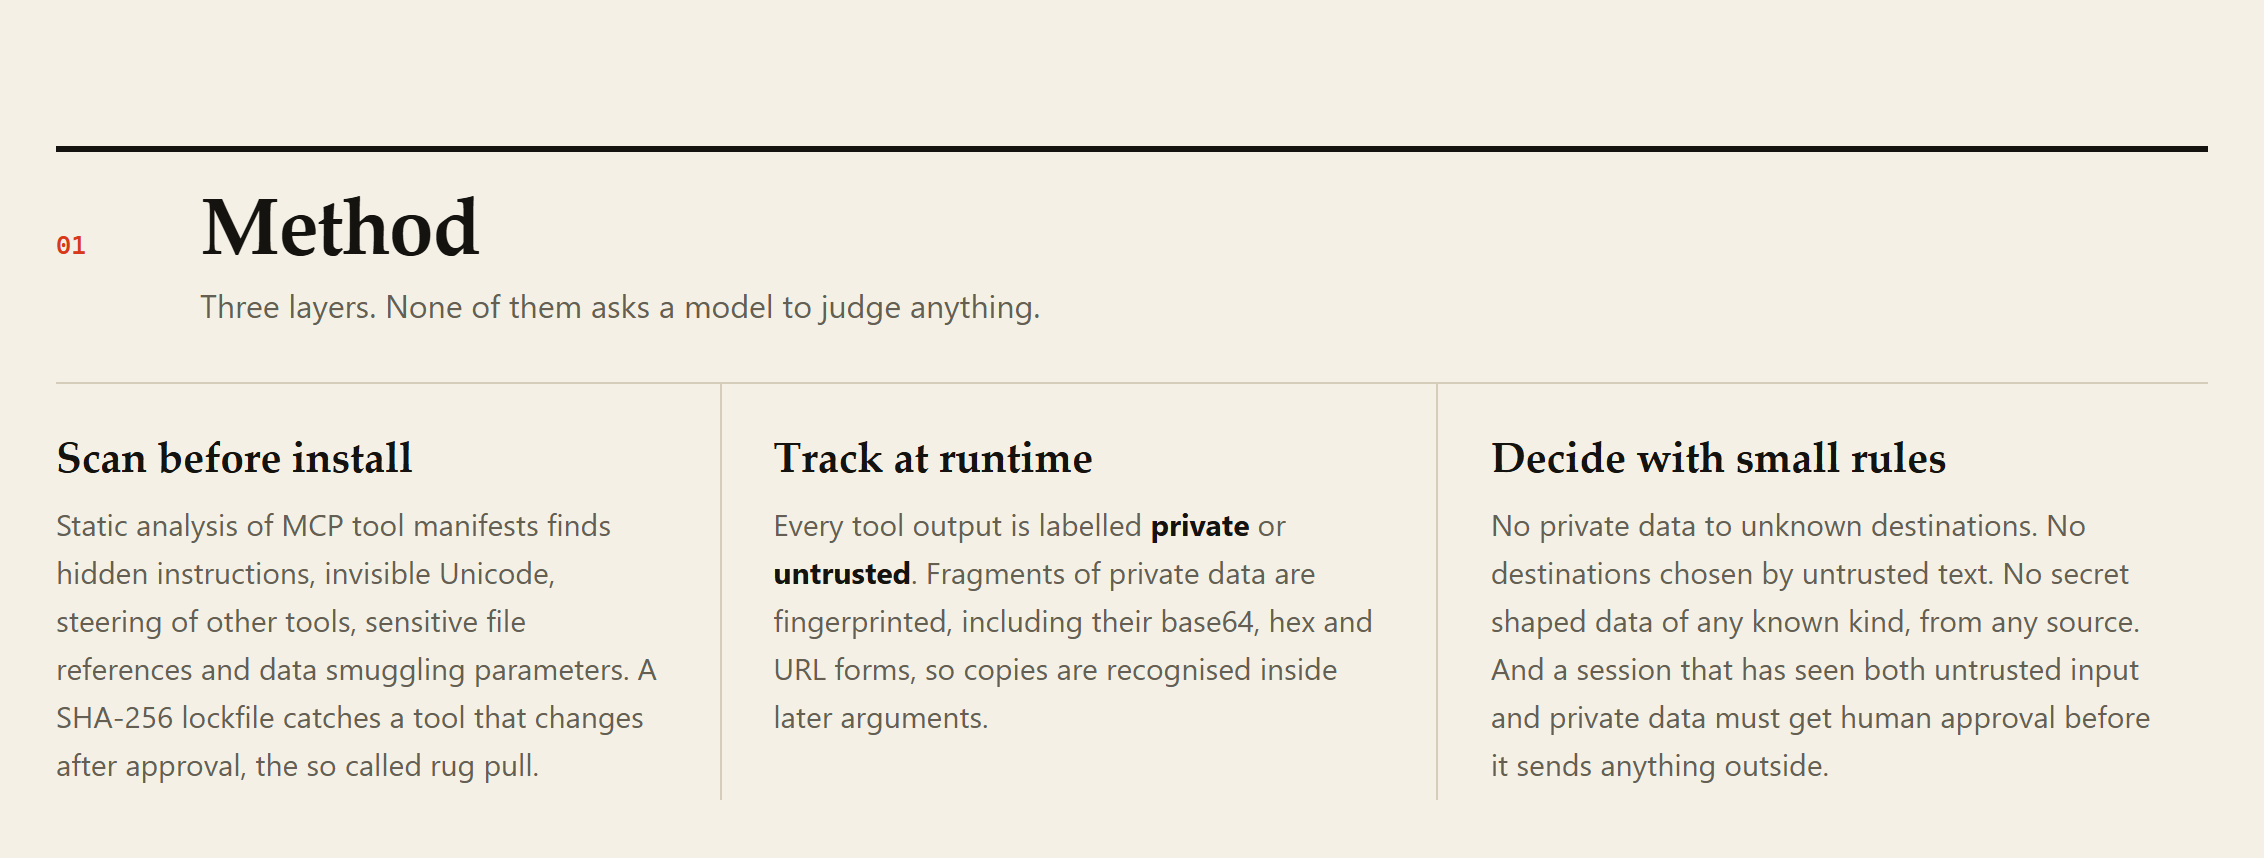 01
Method
Three layers. None of them asks a model to judge anything.
Scan before install
Static analysis of MCP tool manifests finds
hidden instructions, invisible Unicode,
steering of other tools, sensitive file
references and data smuggling parameters. A
SHA-256 lockfile catches a tool that changes
after approval, the so called rug pull.
Track at runtime
Every tool output is labelled private or
untrusted. Fragments of private data are
fingerprinted, including their base64, hex and
URL forms, so copies are recognised inside
later arguments.
Decide with small rules
No private data to unknown destinations. No
destinations chosen by untrusted text. No secret
shaped data of any known kind, from any source.
And a session that has seen both untrusted input
and private data must get human approval before
it sends anything outside.